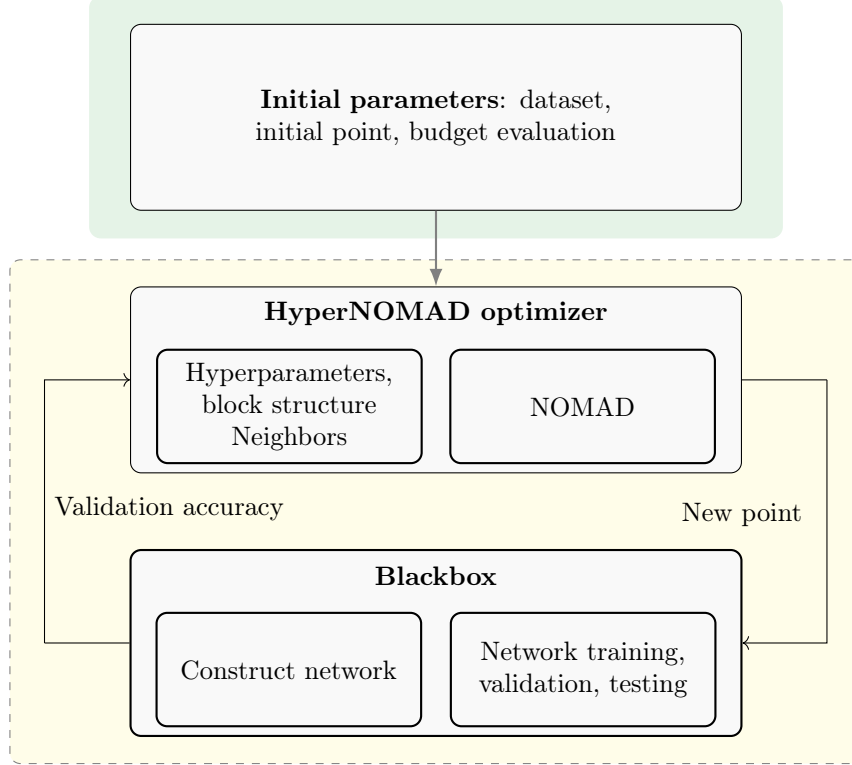 Initial parameters: dataset,
initial point, budget evaluation
HyperNOMAD optimizer
Hyperparameters,
block structure
Neighbors
NOMAD
Validation accuracy
New point
Blackbox
Construct network
Network training,
validation, testing